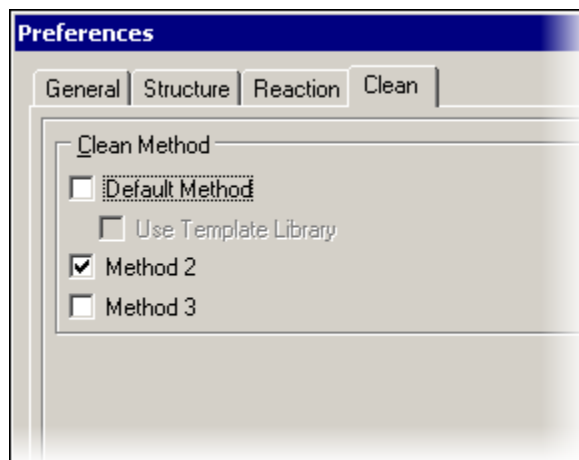 Preferences
General Structure Reaction Clean
Clean Method
Default Method
Use Template Library
Method 2
Method 3